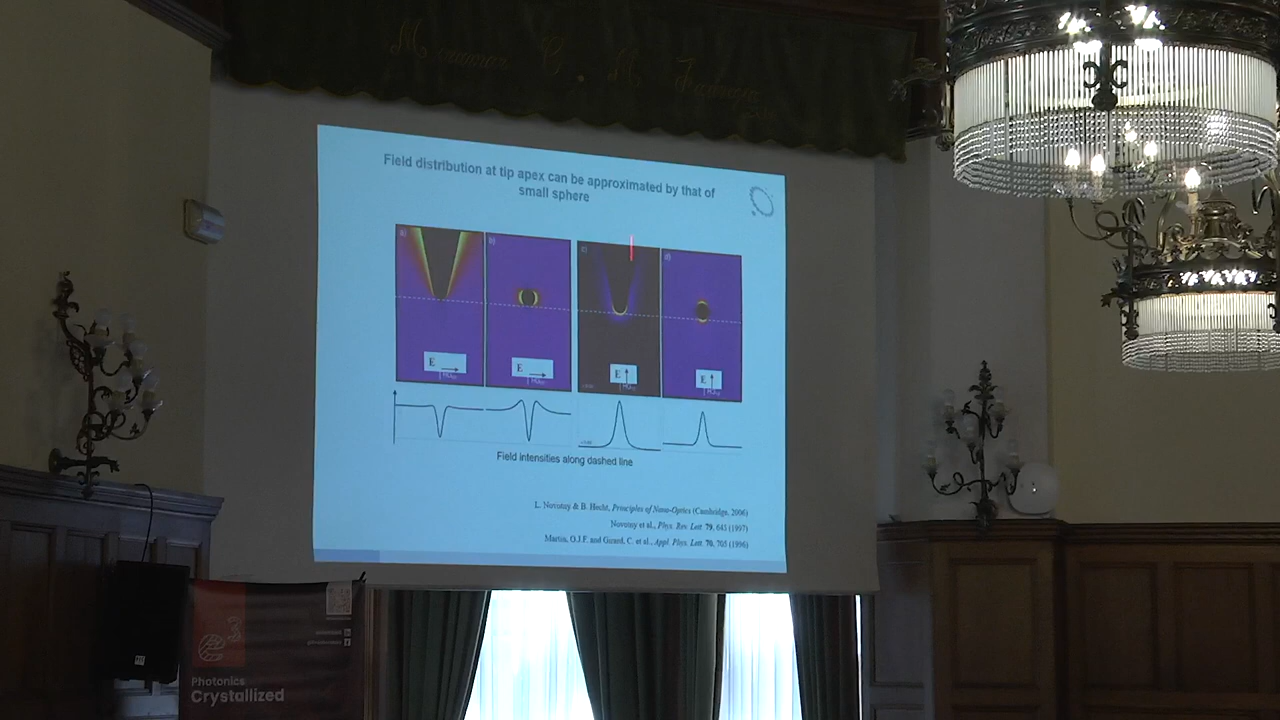 Field distribution at tip apex can be approximated by that of
small sphere
a)
b)
c)
d)
E
E
E
E
Field intensities along dashed line
L. Novotny & B. Hecht, Principles of Nano-Optics (Cambridge, 2006)
Novotny et al., Phys. Rev. Lett. 79, 645 (1997)
Martin, O.J.F. and Girard, C. et al., Appl. Phys. Lett. 70, 705 (1996)
e3
Photonics
Crystallized